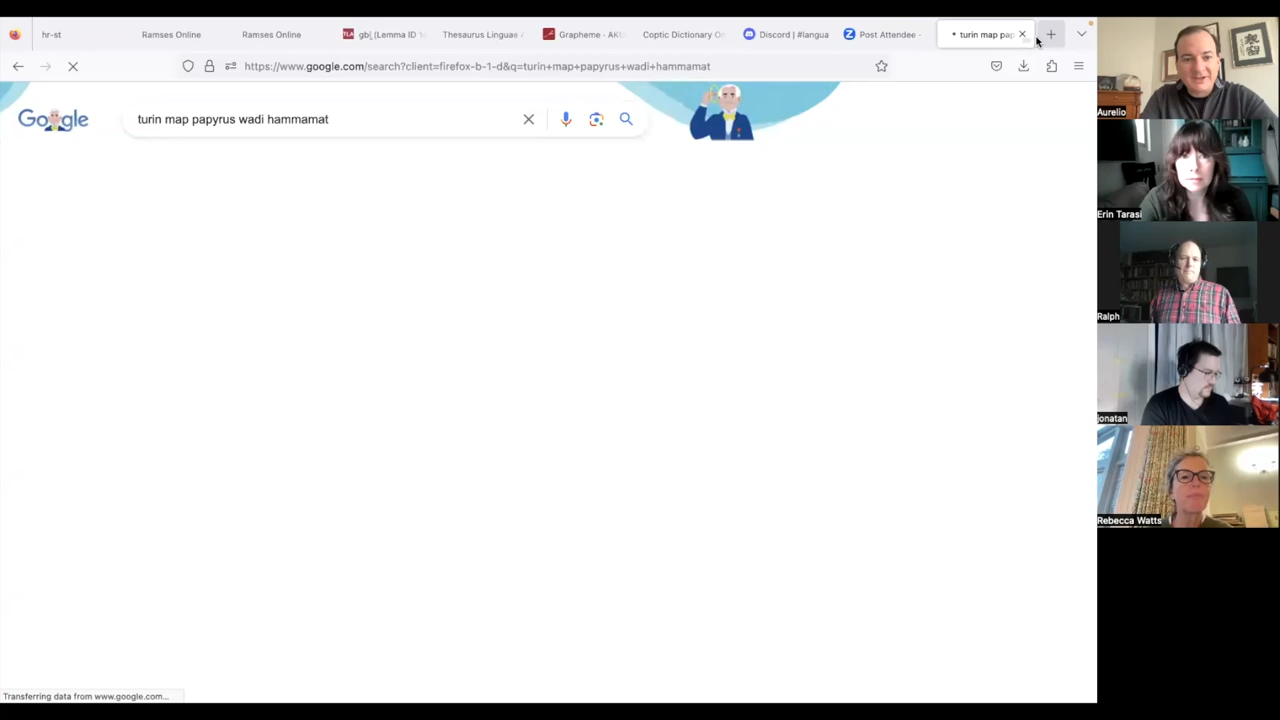 hr-st
Ramses Online
Ramses Online
TLA
(Lemma ID
Thesaurus Linguae
Grapheme - AKU
Coptic Dictionary On
Discord | #langua
Post Attendee -
turin map pap
https://www.google.com/search?client=firefox-b-1-d&q=turin+map+papyrus+wadi+hammamat
Google
turin map papyrus wadi hammamat
Transferring data from www.google.com...
Aurelio
Erin Tarasi
Ralph
jonatan
Rebecca Watts